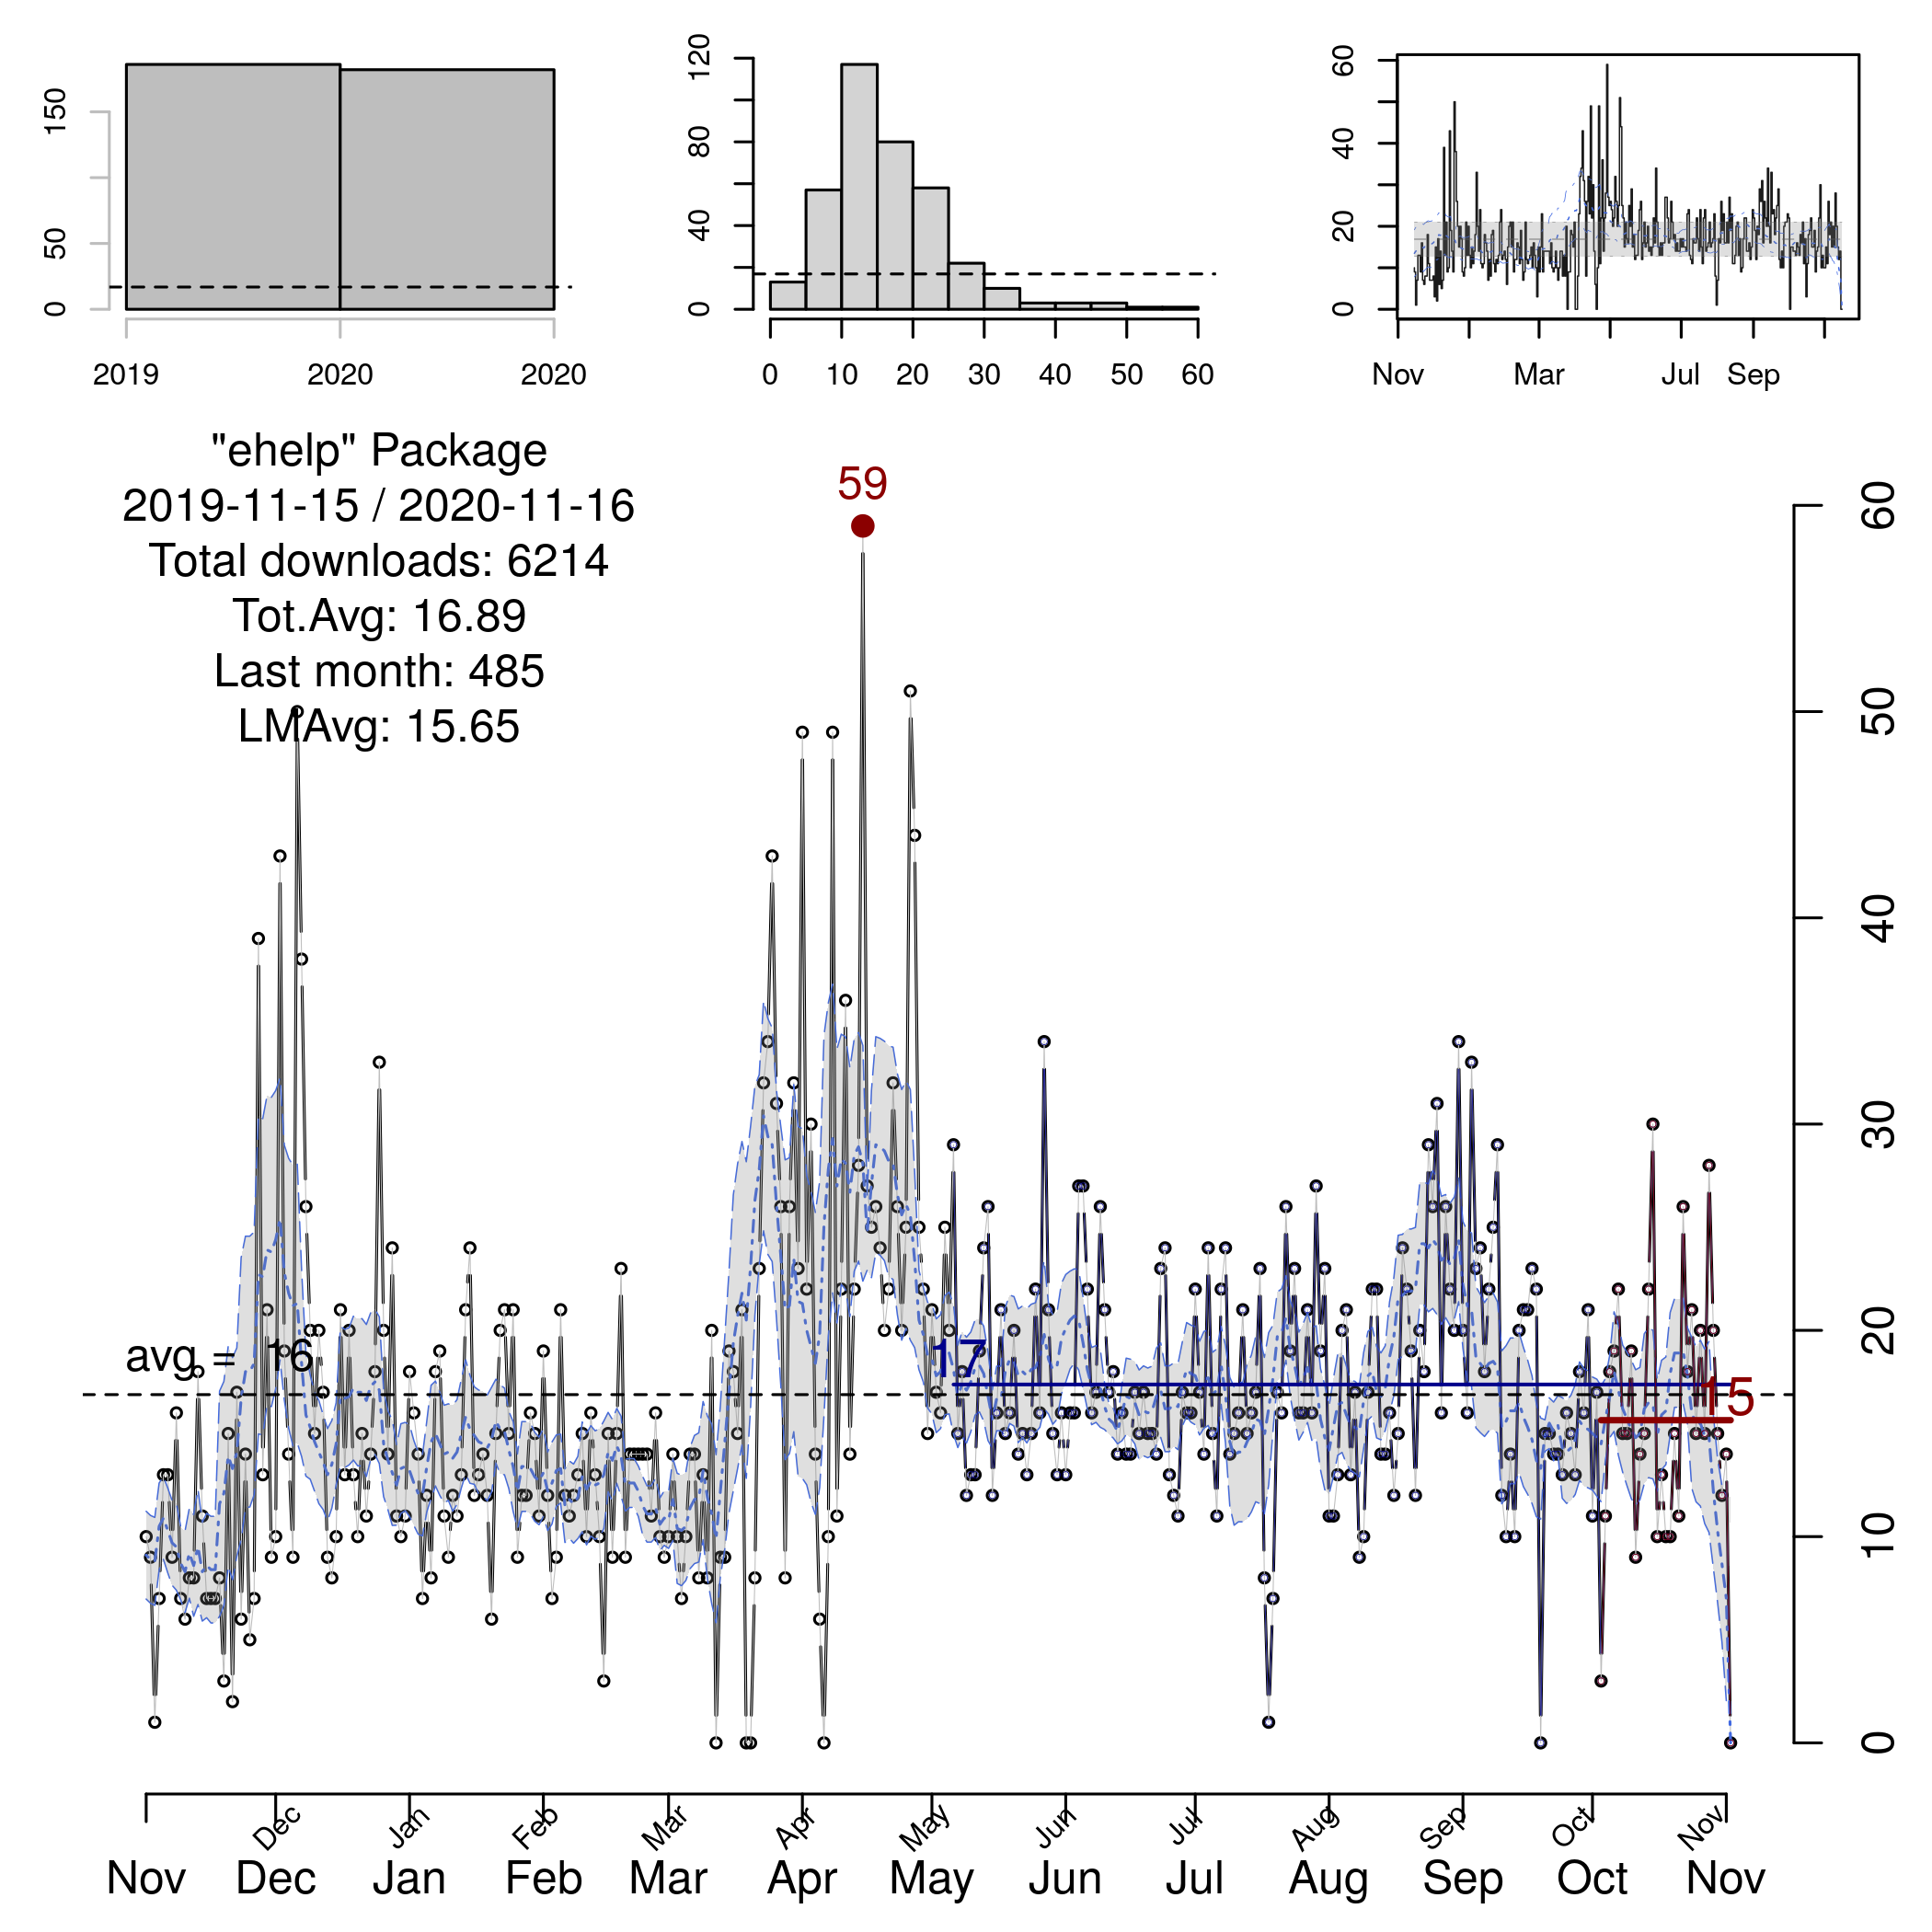 0 50 150
2019 2020 2020
0 40 80 120
0 10 20 30 40 50 60
0 20 40 60
Nov Mar Jul Sep
"ehelp" Package
2019-11-15 / 2020-11-16
Total downloads: 6214
Tot.Avg: 16.89
Last month: 485
LMAvg: 15.65
59
avg = 16
17
15
0 10 20 30 40 50 60
Dec Jan Feb Mar Apr May Jun Jul Aug Sep Oct Nov
Nov Dec Jan Feb Mar Apr May Jun Jul Aug Sep Oct Nov